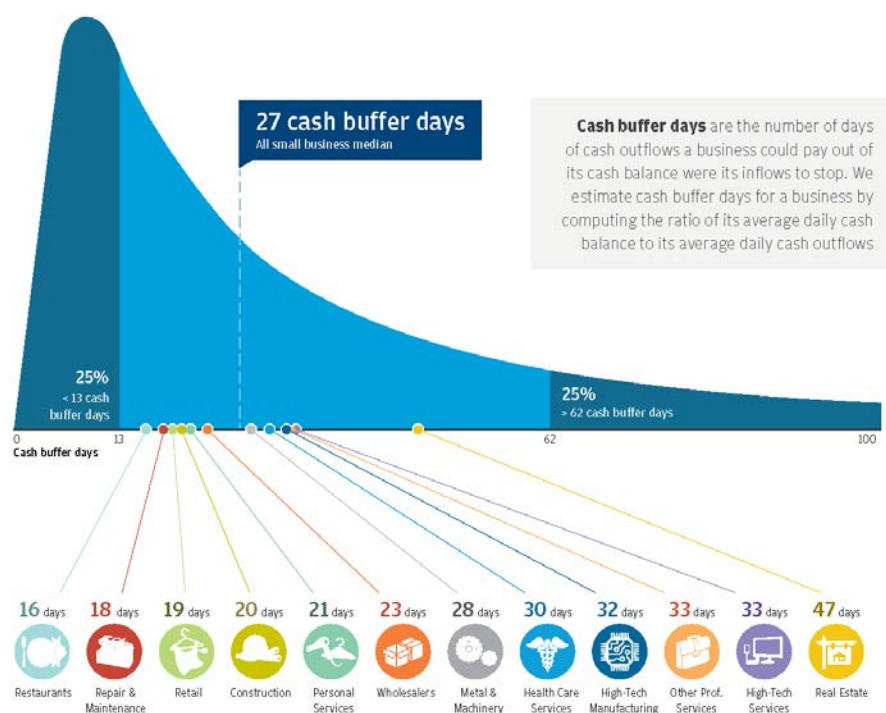 27 cash buffer days
All small business median
Cash buffer days are the number of days
of cash outflows a business could pay out of
its cash balance were its inflows to stop. We
estimate cash buffer days for a business by
computing the ratio of its average daily cash
balance to its average daily cash outflows
25%
< 13 cash
buffer days
25%
> 62 cash buffer days
0 13 62 100
Cash buffer days
16 days 18 days 19 days 20 days 21 days 23 days 28 days 30 days 32 days 33 days 33 days 47 days
Restaurants Repair & Retail Construction Personal Wholesalers Metal & Health Care High-Tech Other Prof. High-Tech Real Estate
Maintenance Services Machinery Services Manufacturing Services Services